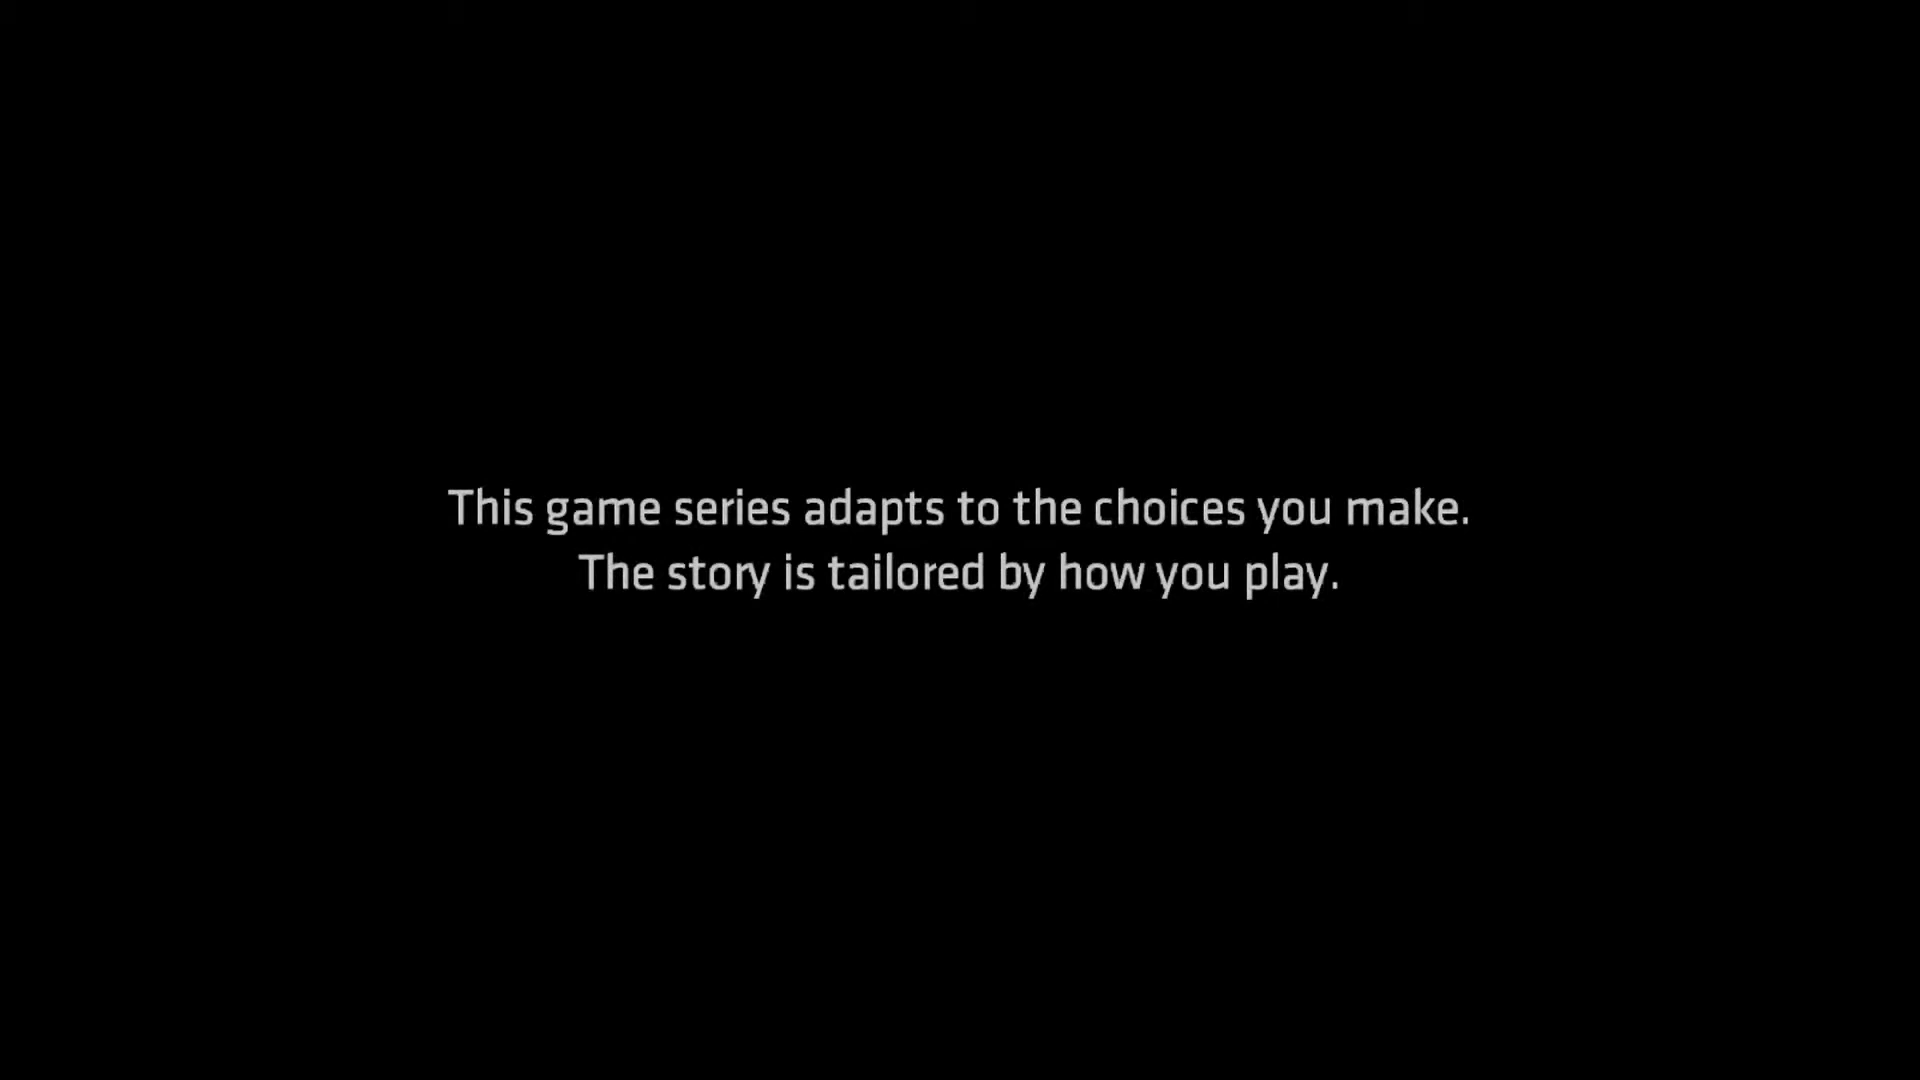 This game series adapts to the choices you make.
The story is tailored by how you play.